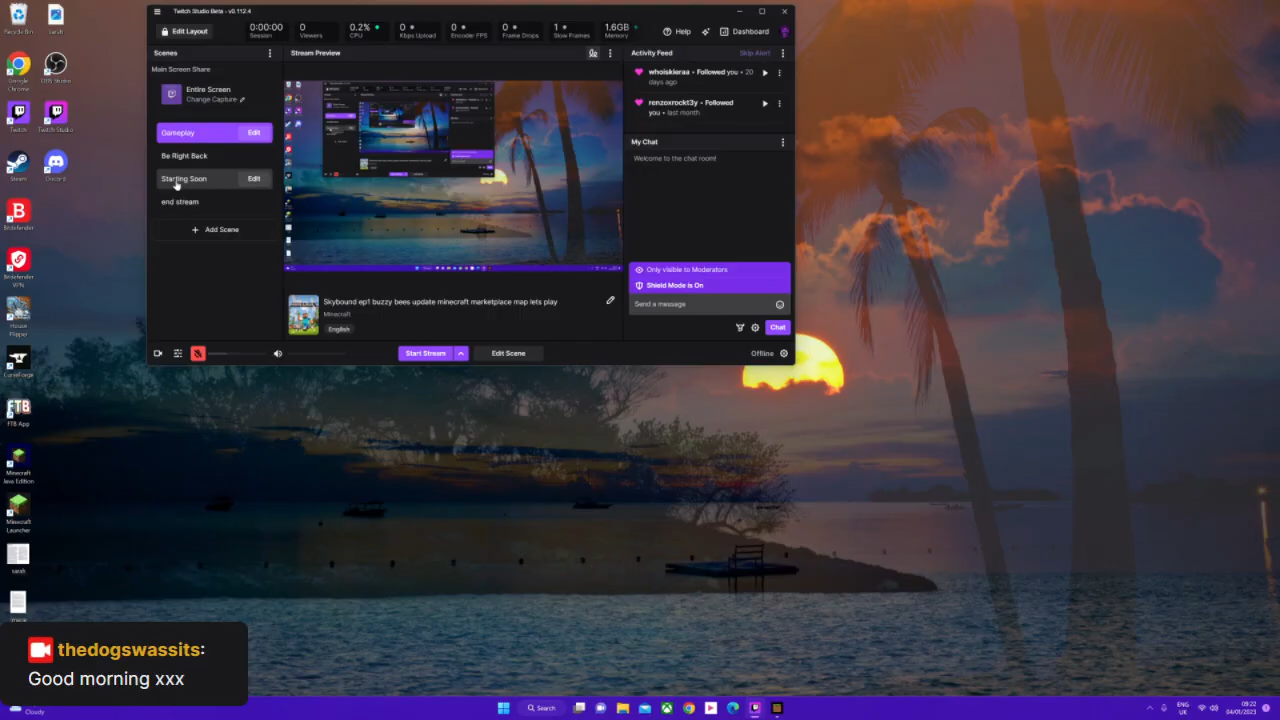 Twitch Studio Beta - v0.112.4
Edit Layout
0:00:00
Session
0
Viewers
0.2%
CPU
0
Kbps Upload
0
Encoder FPS
0
Frame Drops
1
Slow Frames
1.6GB
Memory
Help
Dashboard
Scenes
Stream Preview
Activity Feed
Skip Alert
Main Screen Share
Entire Screen
Change Capture
Gameplay
Edit
Be Right Back
Starting Soon
Edit
end stream
+ Add Scene
whoiskieraa - Followed you - 20
days ago
renzoxrockt3y - Followed
you - last month
My Chat
Welcome to the chat room!
Only visible to Moderators
Shield Mode is On
Send a message
Chat
Skybound ep1 buzzy bees update minecraft marketplace map lets play
Minecraft
English
Start Stream
Edit Scene
Offline
Recycle Bin
sarah
Google
Chrome
OBS Studio
Twitch
Twitch Studio
Steam
Discord
Bitdefender
Bitdefender
VPN
House
Flipper
CurseForge
FTB App
Minecraft
Java Edition
Minecraft
Launcher
sarah
thedogswassits:
Good morning xxx
Cloudy
Search
ENG
UK
09:22
04/01/2023